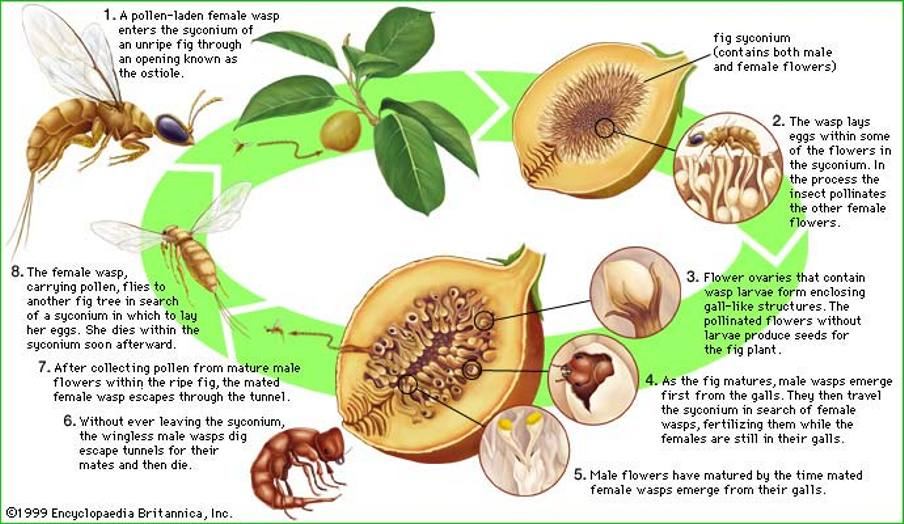 1. A pollen-laden female wasp
enters the syconium of
an unripe fig through
an opening known as
the ostiole.
fig syconium
(contains both male
and female flowers)
2. The wasp lays
eggs within some
of the flowers in
the syconium. In
the process the
insect pollinates
the other female
flowers.
3. Flower ovaries that contain
wasp larvae form enclosing
gall-like structures. The
pollinated flowers without
larvae produce seeds for
the fig plant.
4. As the fig matures, male wasps emerge
first from the galls. They then travel
the syconium in search of female
wasps, fertilizing them while the
females are still in their galls.
5. Male flowers have matured by the time mated
female wasps emerge from their galls.
6. Without ever leaving the syconium,
the wingless male wasps dig
escape tunnels for their
mates and then die.
7. After collecting pollen from mature male
flowers within the ripe fig, the mated
female wasp escapes through the tunnel.
8. The female wasp,
carrying pollen, flies to
another fig tree in search
of a syconium in which to lay
her eggs. She dies within the
syconium soon afterward.
©1999 Encyclopaedia Britannica, Inc.